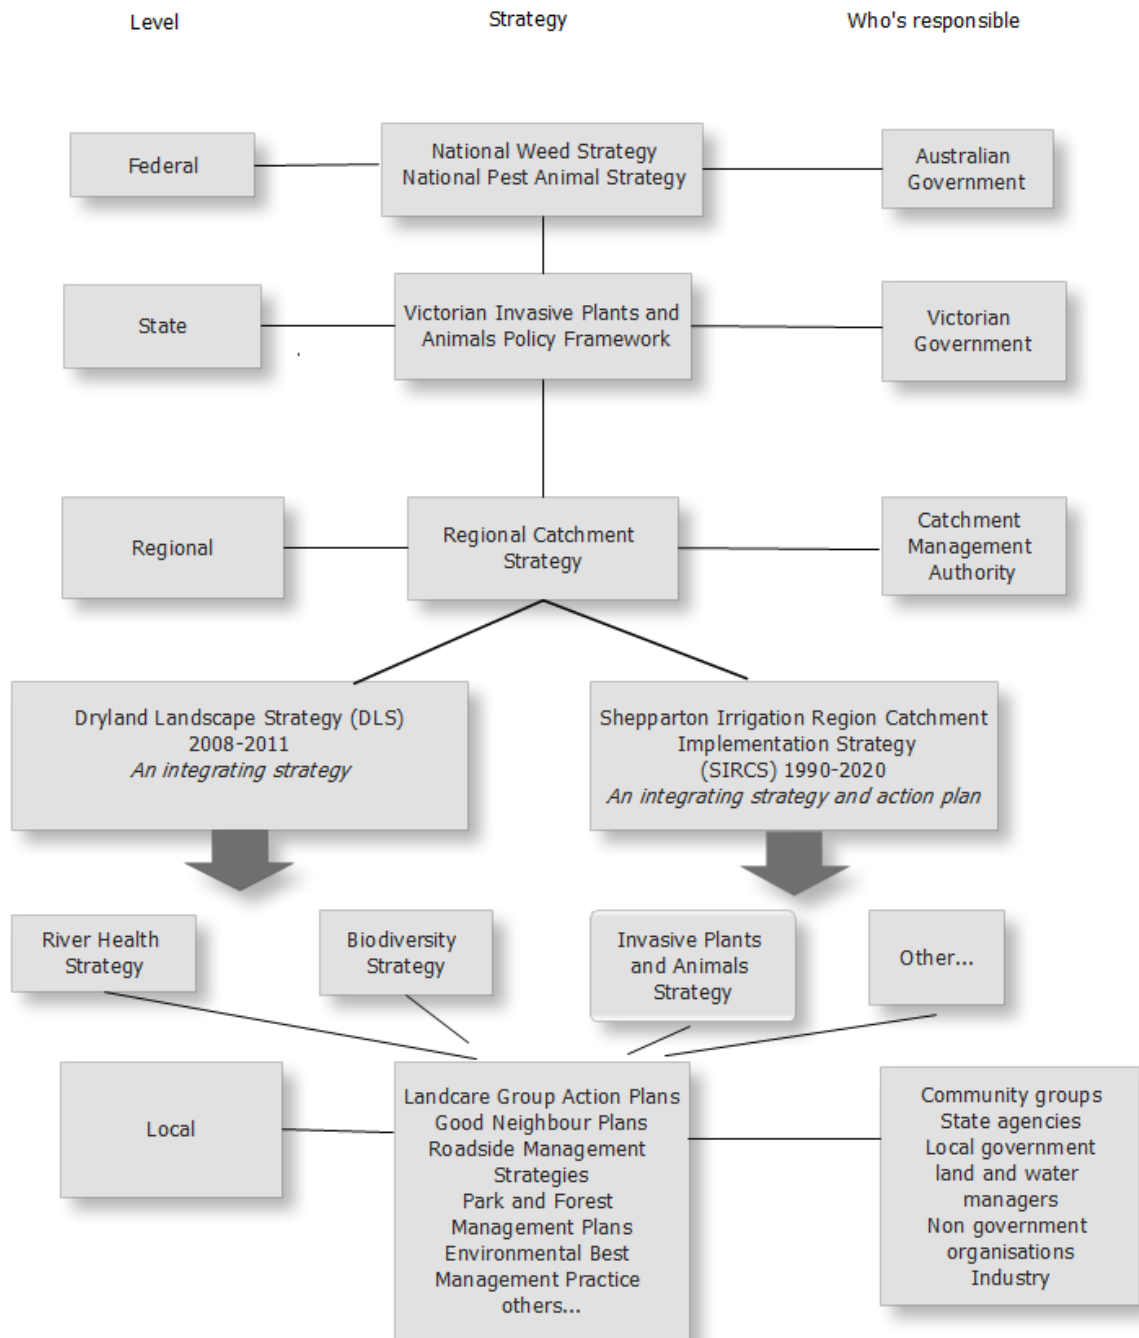 Level
Strategy
Who's responsible
Federal
National Weed Strategy
National Pest Animal Strategy
Australian
Government
State
Victorian Invasive Plants and
Animals Policy Framework
Victorian
Government
Regional
Regional Catchment
Strategy
Catchment
Management
Authority
Dryland Landscape Strategy (DLS)
2008-2011
An integrating strategy
Shepparton Irrigation Region Catchment
Implementation Strategy
(SIRCS) 1990-2020
An integrating strategy and action plan
River Health
Strategy
Biodiversity
Strategy
Invasive Plants
and Animals
Strategy
Other...
Local
Landcare Group Action Plans
Good Neighbour Plans
Roadside Management
Strategies
Park and Forest
Management Plans
Environmental Best
Management Practice
others...
Community groups
State agencies
Local government
land and water
managers
Non government
organisations
Industry